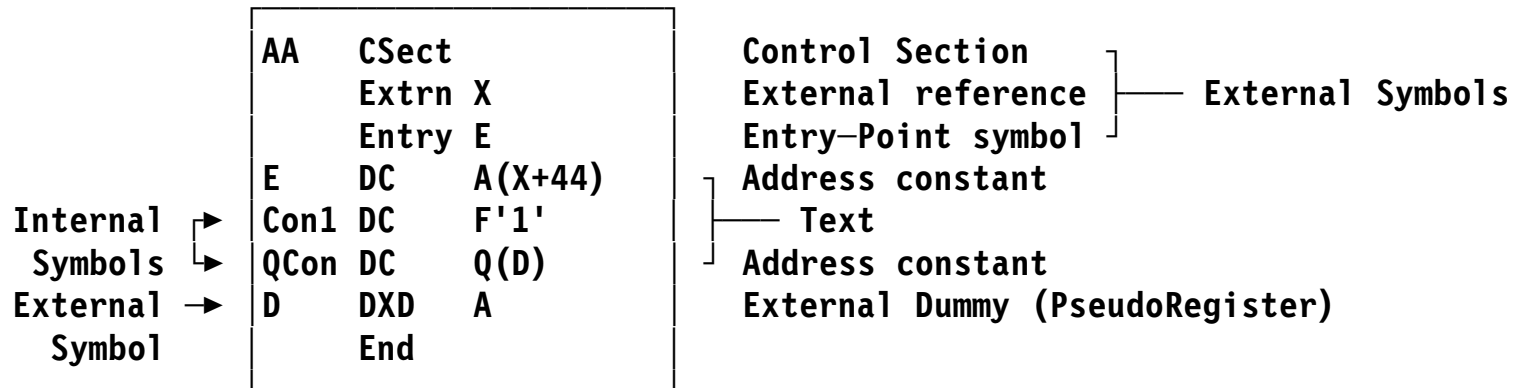 AA CSect Control Section
Extrn X External reference External Symbols
Entry E Entry−Point symbol
E DC A(X+44) Address constant
Internal Con1 DC F'1' Text
Symbols QCon DC Q(D) Address constant
External D DXD A External Dummy (PseudoRegister)
Symbol End